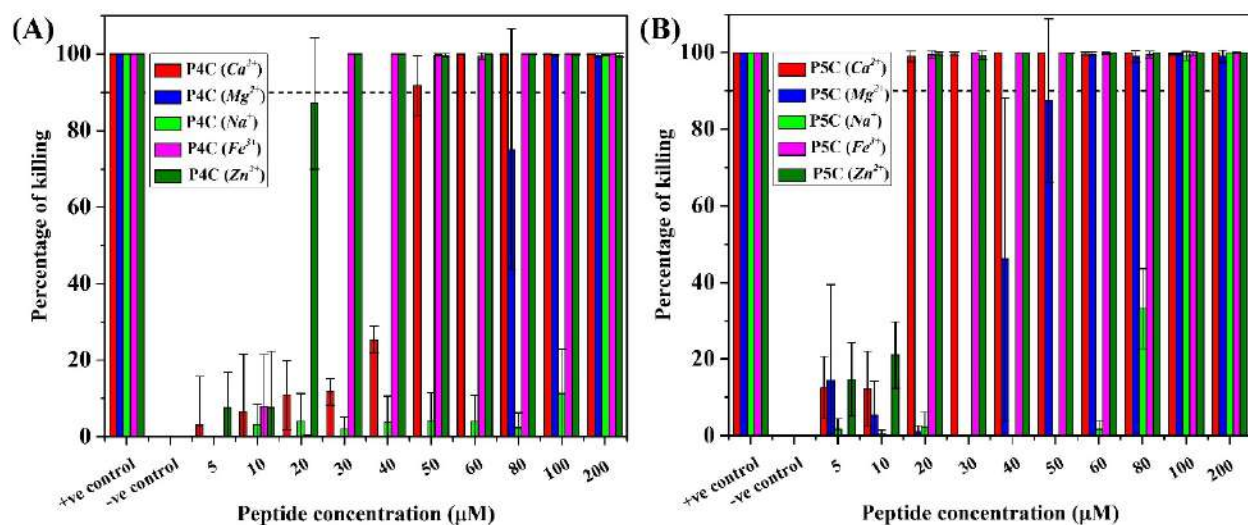 (A)
100
80
60
40
20
0
Percentage of killing
P4C (Ca²⁺)
P4C (Mg²⁺)
P4C (Na⁺)
P4C (Fe³⁺)
P4C (Zn²⁺)
+ve control
-ve control
5
10
20
30
40
50
60
80
100
200
Peptide concentration (μM)
(B)
100
80
60
40
20
0
Percentage of killing
P5C (Ca²⁺)
P5C (Mg²⁺)
P5C (Na⁺)
P5C (Fe³⁺)
P5C (Zn²⁺)
+ve control
-ve control
5
10
20
30
40
50
60
80
100
200
Peptide concentration (μM)